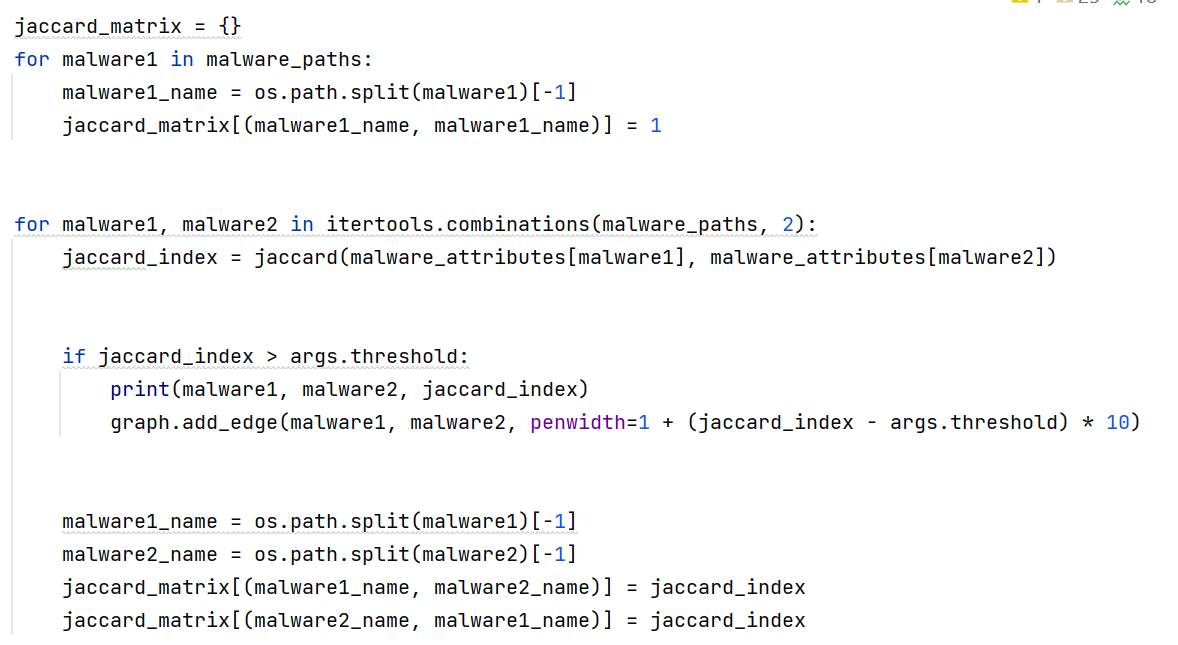 jaccard_matrix = {}
for malware1 in malware_paths:
    malware1_name = os.path.split(malware1)[-1]
    jaccard_matrix[(malware1_name, malware1_name)] = 1
for malware1, malware2 in itertools.combinations(malware_paths, 2):
    jaccard_index = jaccard(malware_attributes[malware1], malware_attributes[malware2])
    if jaccard_index > args.threshold:
        print(malware1, malware2, jaccard_index)
        graph.add_edge(malware1, malware2, penwidth=1 + (jaccard_index - args.threshold) * 10)
    malware1_name = os.path.split(malware1)[-1]
    malware2_name = os.path.split(malware2)[-1]
    jaccard_matrix[(malware1_name, malware2_name)] = jaccard_index
    jaccard_matrix[(malware2_name, malware1_name)] = jaccard_index